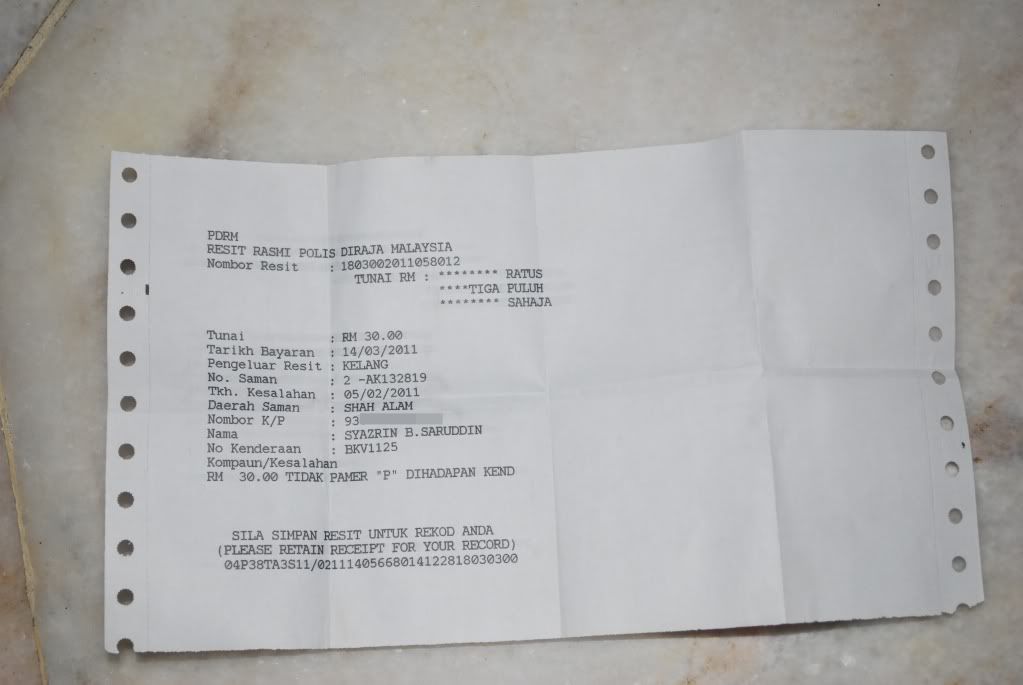 PDRM
RESIT RASMI POLIS DIRAJA MALAYSIA
Nombor Resit : 1803002011058012
TUNAI RM : ******** RATUS
****TIGA PULUH
******** SAHAJA
Tunai : RM 30.00
Tarikh Bayaran : 14/03/2011
Pengeluar Resit : KELANG
No. Saman : 2 -AK132819
Tkh. Kesalahan : 05/02/2011
Daerah Saman : SHAH ALAM
Nombor K/P : 93
Nama : SYAZRIN B.SARUDDIN
No Kenderaan : BKV1125
Kompaun/Kesalahan
RM 30.00 TIDAK PAMER "P" DIHADAPAN KEND
SILA SIMPAN RESIT UNTUK REKOD ANDA
(PLEASE RETAIN RECEIPT FOR YOUR RECORD)
04P38TA3S11/02111405668014122818030300